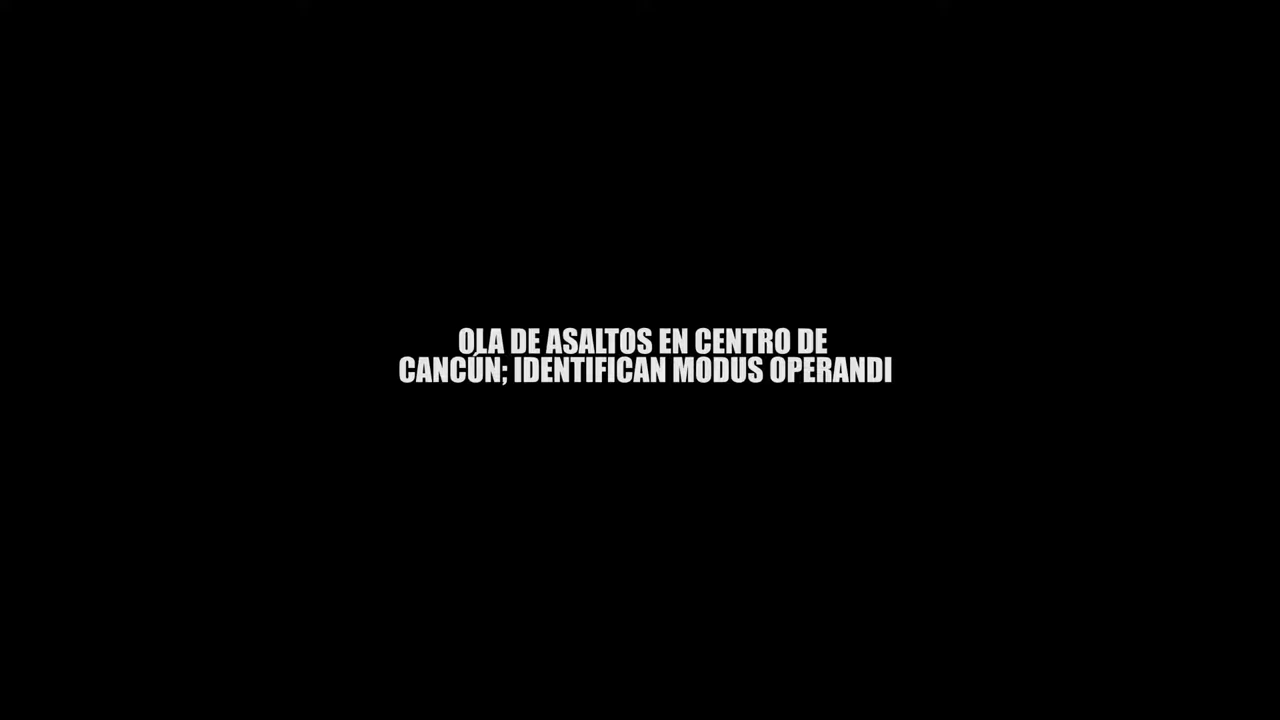 OLA DE ASALTOS EN CENTRO DE
CANCÚN; IDENTIFICAN MODUS OPERANDI